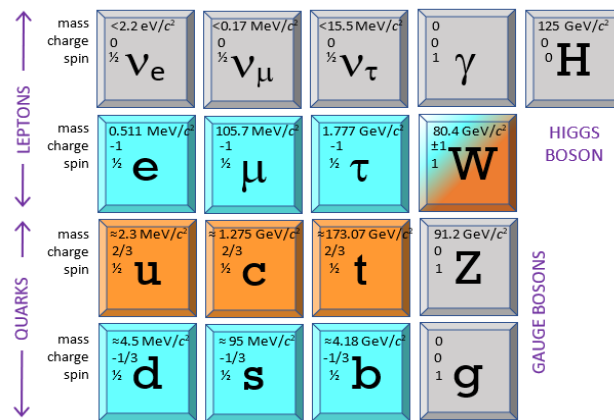 mass <2.2 eV/c² <0.17 MeV/c² <15.5 MeV/c² 0 125 GeV/c²
charge 0 0 0 0 0
spin ½ ½ ½ 1 0
νe νμ ντ γ H
mass 0.511 MeV/c² 105.7 MeV/c² 1.777 GeV/c² 80.4 GeV/c²
charge -1 -1 -1 ±1
spin ½ ½ ½ 1
e μ τ W
HIGGS
BOSON
LEPTONS
mass ≈2.3 MeV/c² ≈1.275 GeV/c² ≈173.07 GeV/c² 91.2 GeV/c²
charge 2/3 2/3 2/3 0
spin ½ ½ ½ 1
u c t Z
mass ≈4.5 MeV/c² ≈ 95 MeV/c² ≈4.18 GeV/c² 0
charge -1/3 -1/3 -1/3 0
spin ½ ½ ½ 1
d s b g
QUARKS
GAUGE BOSONS